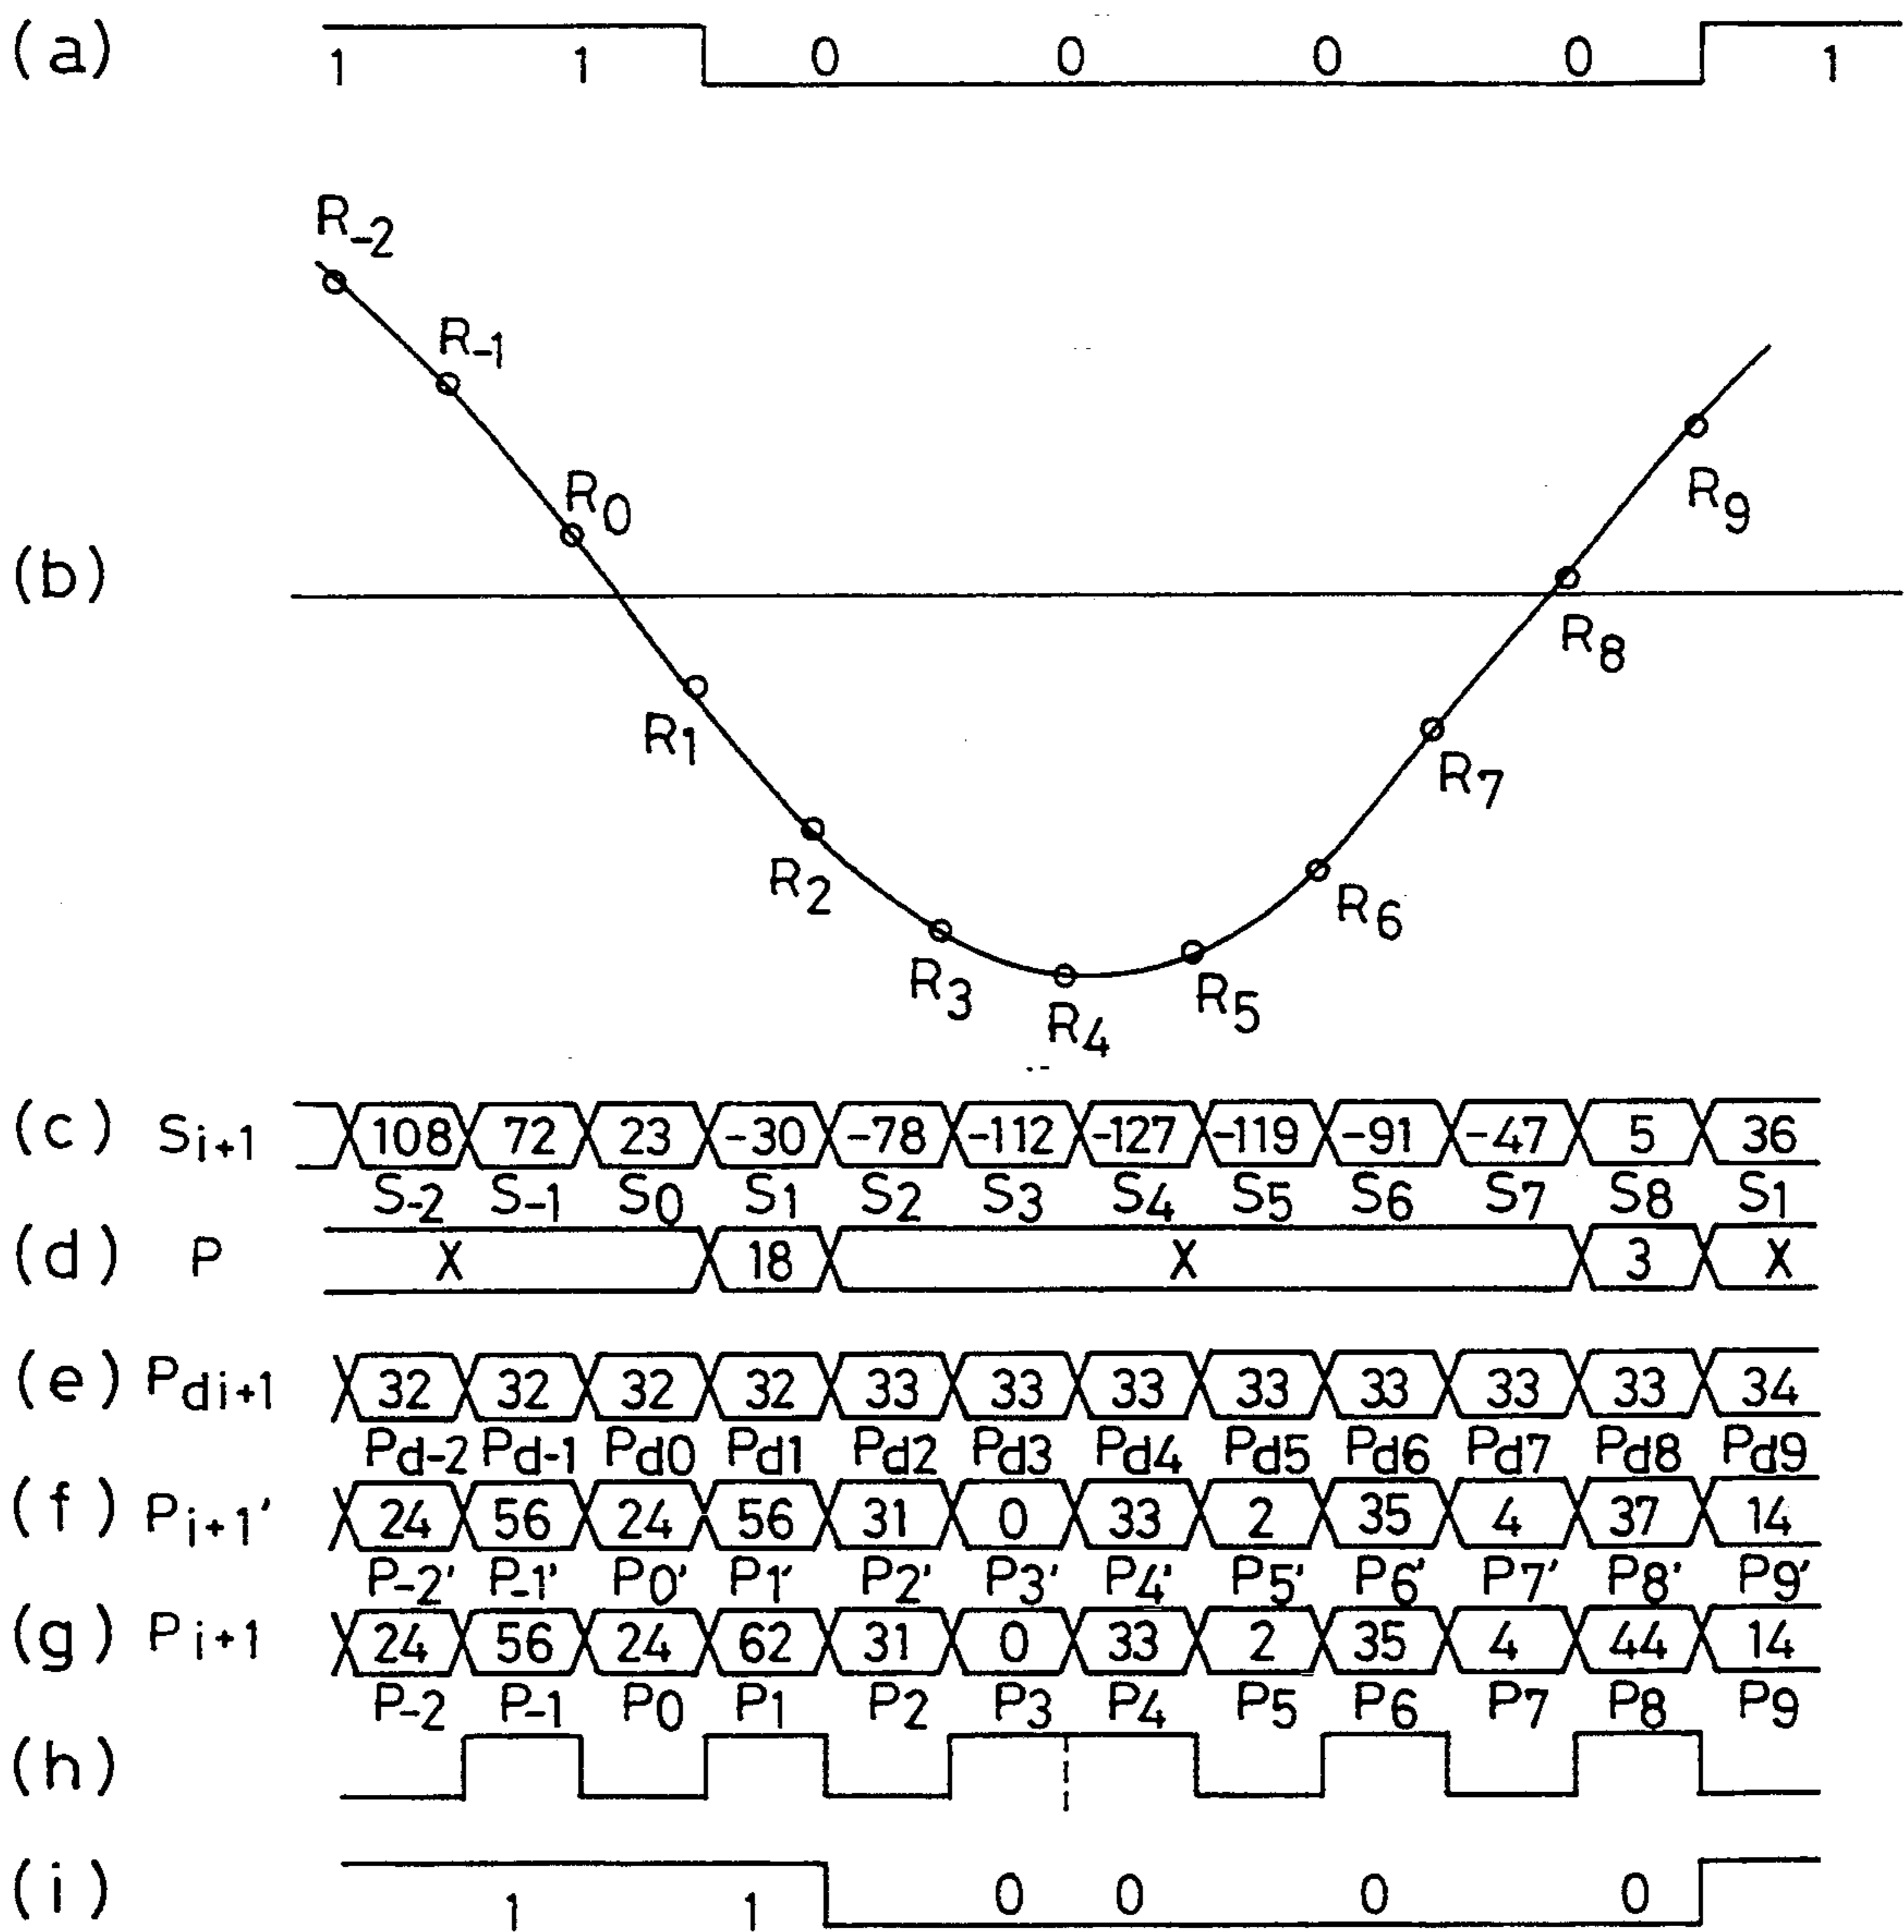 (a) 1 1 0 0 0 0 1
R-2
R-1
R0
(b)
R1
R2
R3
R4
R5
R6
R7
R8
R9
(c) Si+1 108 72 23 -30 -78 -112 -127 -119 -91 -47 5 36
S-2 S-1 S0 S1 S2 S3 S4 S5 S6 S7 S8 S1
(d) P X 18 X 3 X
(e) Pdi+1 32 32 32 32 33 33 33 33 33 33 33 34
Pd-2 Pd-1 Pd0 Pd1 Pd2 Pd3 Pd4 Pd5 Pd6 Pd7 Pd8 Pd9
(f) Pi+1' 24 56 24 56 31 0 33 2 35 4 37 14
P-2' P-1' P0' P1' P2' P3' P4' P5' P6' P7' P8' P9'
(g) Pi+1 24 56 24 62 31 0 33 2 35 4 44 14
P-2 P-1 P0 P1 P2 P3 P4 P5 P6 P7 P8 P9
(h)
(i) 1 1 0 0 0 0